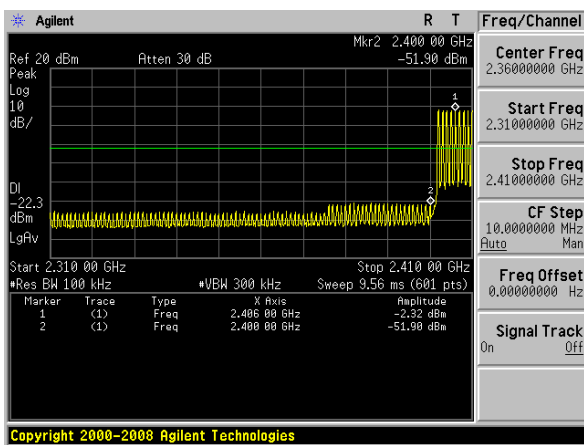 Agilent R T
Freq/Channel
Mkr2 2.400 00 GHz
Ref 20 dBm Atten 30 dB -51.90 dBm
Peak
Log
10
dB/
1
2
DI
-22.3
dBm
LgAv
Start 2.310 00 GHz Stop 2.410 00 GHz
#Res BW 100 kHz #VBW 300 kHz Sweep 9.56 ms (601 pts)
Marker Trace Type X Axis Amplitude
1 (1) Freq 2.406 00 GHz -2.32 dBm
2 (1) Freq 2.400 00 GHz -51.90 dBm
Center Freq
2.36000000 GHz
Start Freq
2.31000000 GHz
Stop Freq
2.41000000 GHz
CF Step
10.0000000 MHz
Auto Man
Freq Offset
0.00000000 Hz
Signal Track
On Off
Copyright 2000-2008 Agilent Technologies